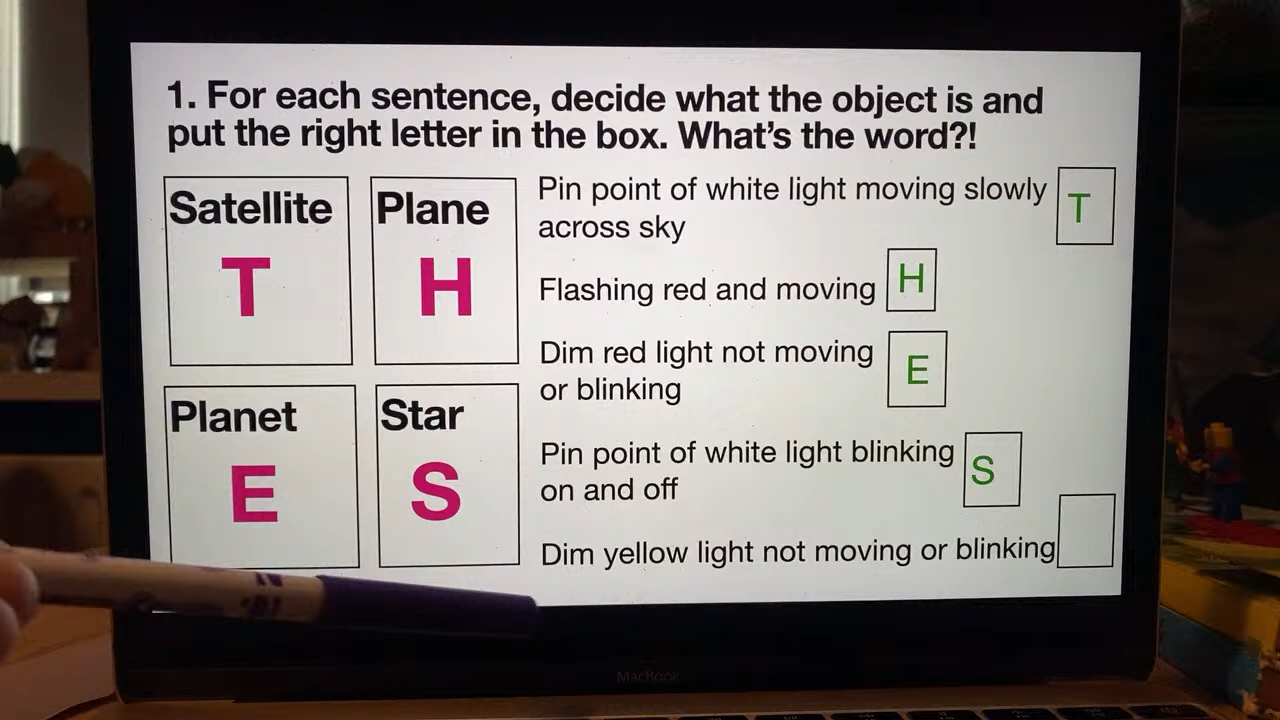 1. For each sentence, decide what the object is and
put the right letter in the box. What's the word?!
Satellite
T
Plane
H
Planet
E
Star
S
Pin point of white light moving slowly
across sky
T
Flashing red and moving
H
Dim red light not moving
or blinking
E
Pin point of white light blinking
on and off
S
Dim yellow light not moving or blinking
MacBook